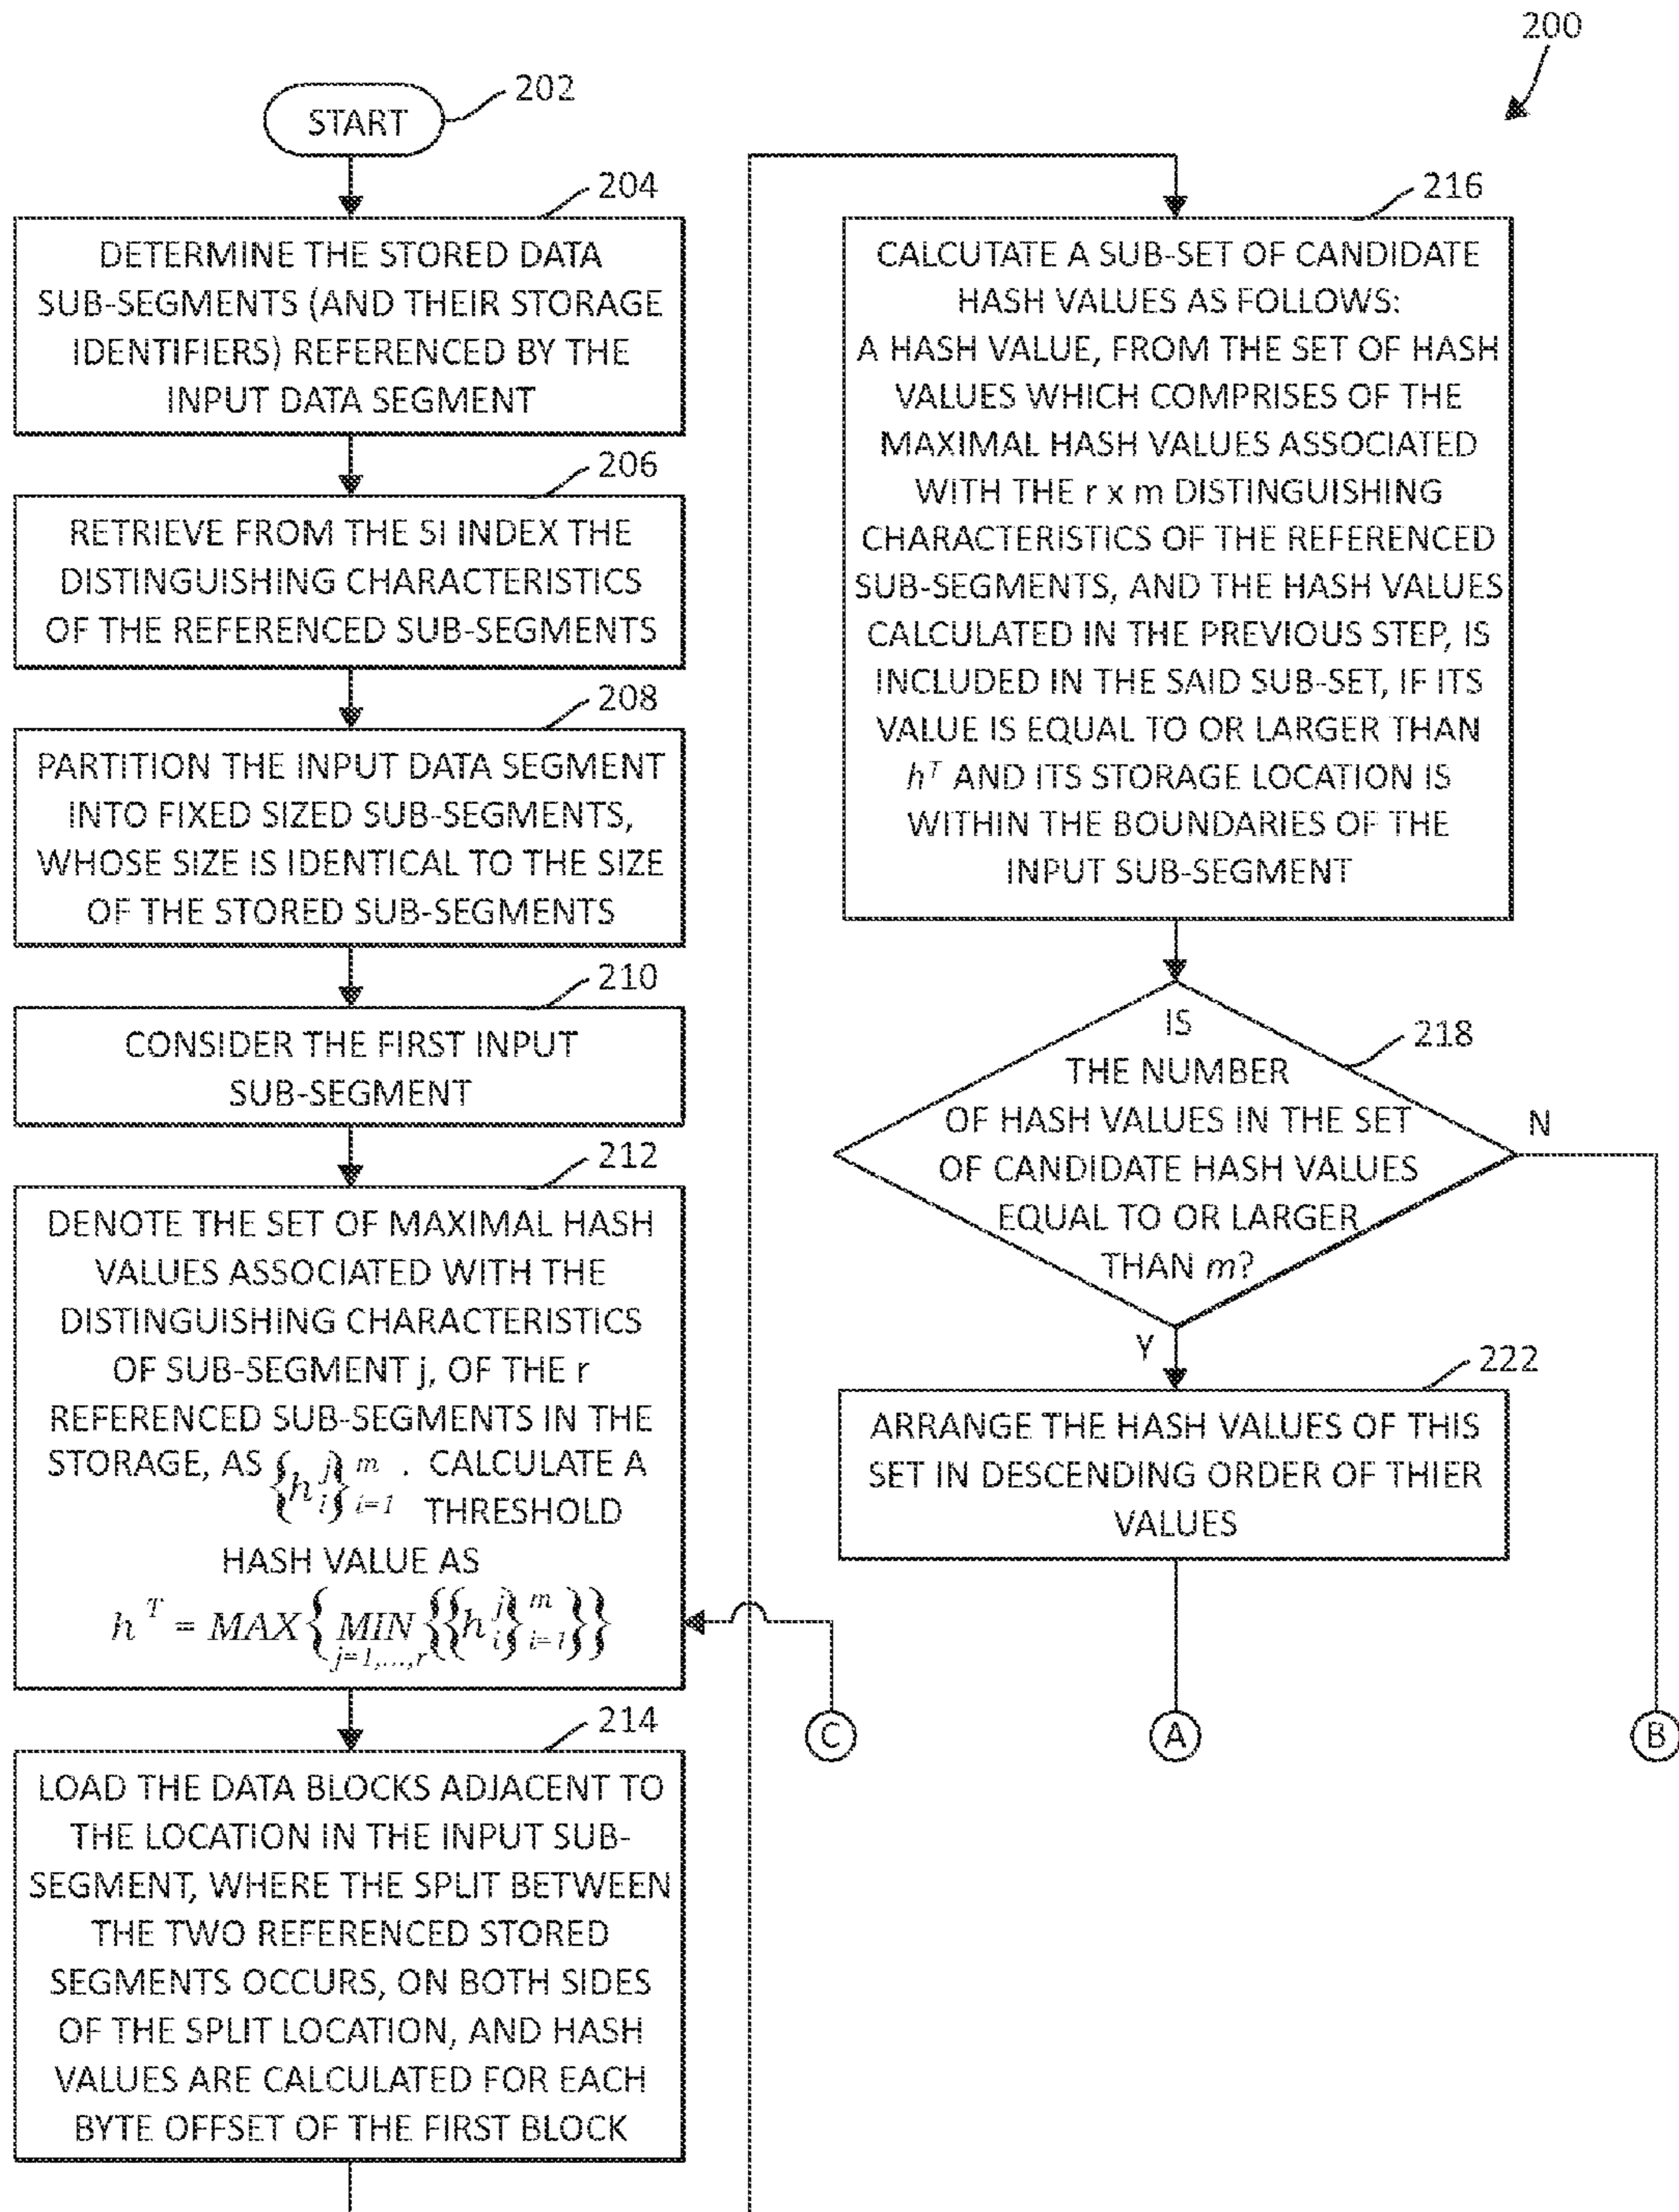 200
START
202
204
DETERMINE THE STORED DATA
SUB-SEGMENTS (AND THEIR STORAGE
IDENTIFIERS) REFERENCED BY THE
INPUT DATA SEGMENT
206
RETRIEVE FROM THE SI INDEX THE
DISTINGUISHING CHARACTERISTICS
OF THE REFERENCED SUB-SEGMENTS
208
PARTITION THE INPUT DATA SEGMENT
INTO FIXED SIZED SUB-SEGMENTS,
WHOSE SIZE IS IDENTICAL TO THE SIZE
OF THE STORED SUB-SEGMENTS
210
CONSIDER THE FIRST INPUT
SUB-SEGMENT
212
DENOTE THE SET OF MAXIMAL HASH
VALUES ASSOCIATED WITH THE
DISTINGUISHING CHARACTERISTICS
OF SUB-SEGMENT j, OF THE r
REFERENCED SUB-SEGMENTS IN THE
STORAGE, AS {h_i^j}_{i=1}^m . CALCULATE A
THRESHOLD
HASH VALUE AS
h^T = MAX{MIN_{j=1,...,r}{{h_i^j}_{i=1}^m}}
214
LOAD THE DATA BLOCKS ADJACENT TO
THE LOCATION IN THE INPUT SUB-
SEGMENT, WHERE THE SPLIT BETWEEN
THE TWO REFERENCED STORED
SEGMENTS OCCURS, ON BOTH SIDES
OF THE SPLIT LOCATION, AND HASH
VALUES ARE CALCULATED FOR EACH
BYTE OFFSET OF THE FIRST BLOCK
216
CALCUTATE A SUB-SET OF CANDIDATE
HASH VALUES AS FOLLOWS:
A HASH VALUE, FROM THE SET OF HASH
VALUES WHICH COMPRISES OF THE
MAXIMAL HASH VALUES ASSOCIATED
WITH THE r x m DISTINGUISHING
CHARACTERISTICS OF THE REFERENCED
SUB-SEGMENTS, AND THE HASH VALUES
CALCULATED IN THE PREVIOUS STEP, IS
INCLUDED IN THE SAID SUB-SET, IF ITS
VALUE IS EQUAL TO OR LARGER THAN
h^T AND ITS STORAGE LOCATION IS
WITHIN THE BOUNDARIES OF THE
INPUT SUB-SEGMENT
218
IS
THE NUMBER
OF HASH VALUES IN THE SET
OF CANDIDATE HASH VALUES
EQUAL TO OR LARGER
THAN m?
N
Y
222
ARRANGE THE HASH VALUES OF THIS
SET IN DESCENDING ORDER OF THIER
VALUES
C
A
B